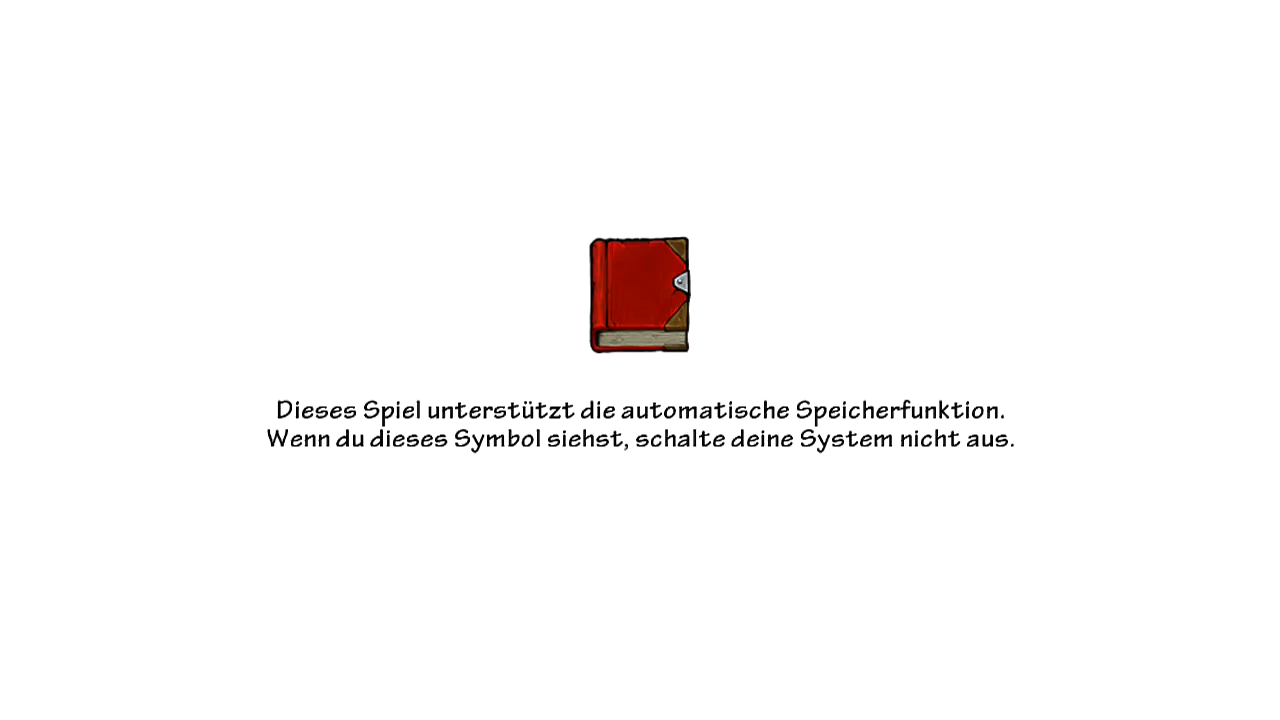 Dieses Spiel unterstützt die automatische Speicherfunktion.
Wenn du dieses Symbol siehst, schalte deine System nicht aus.